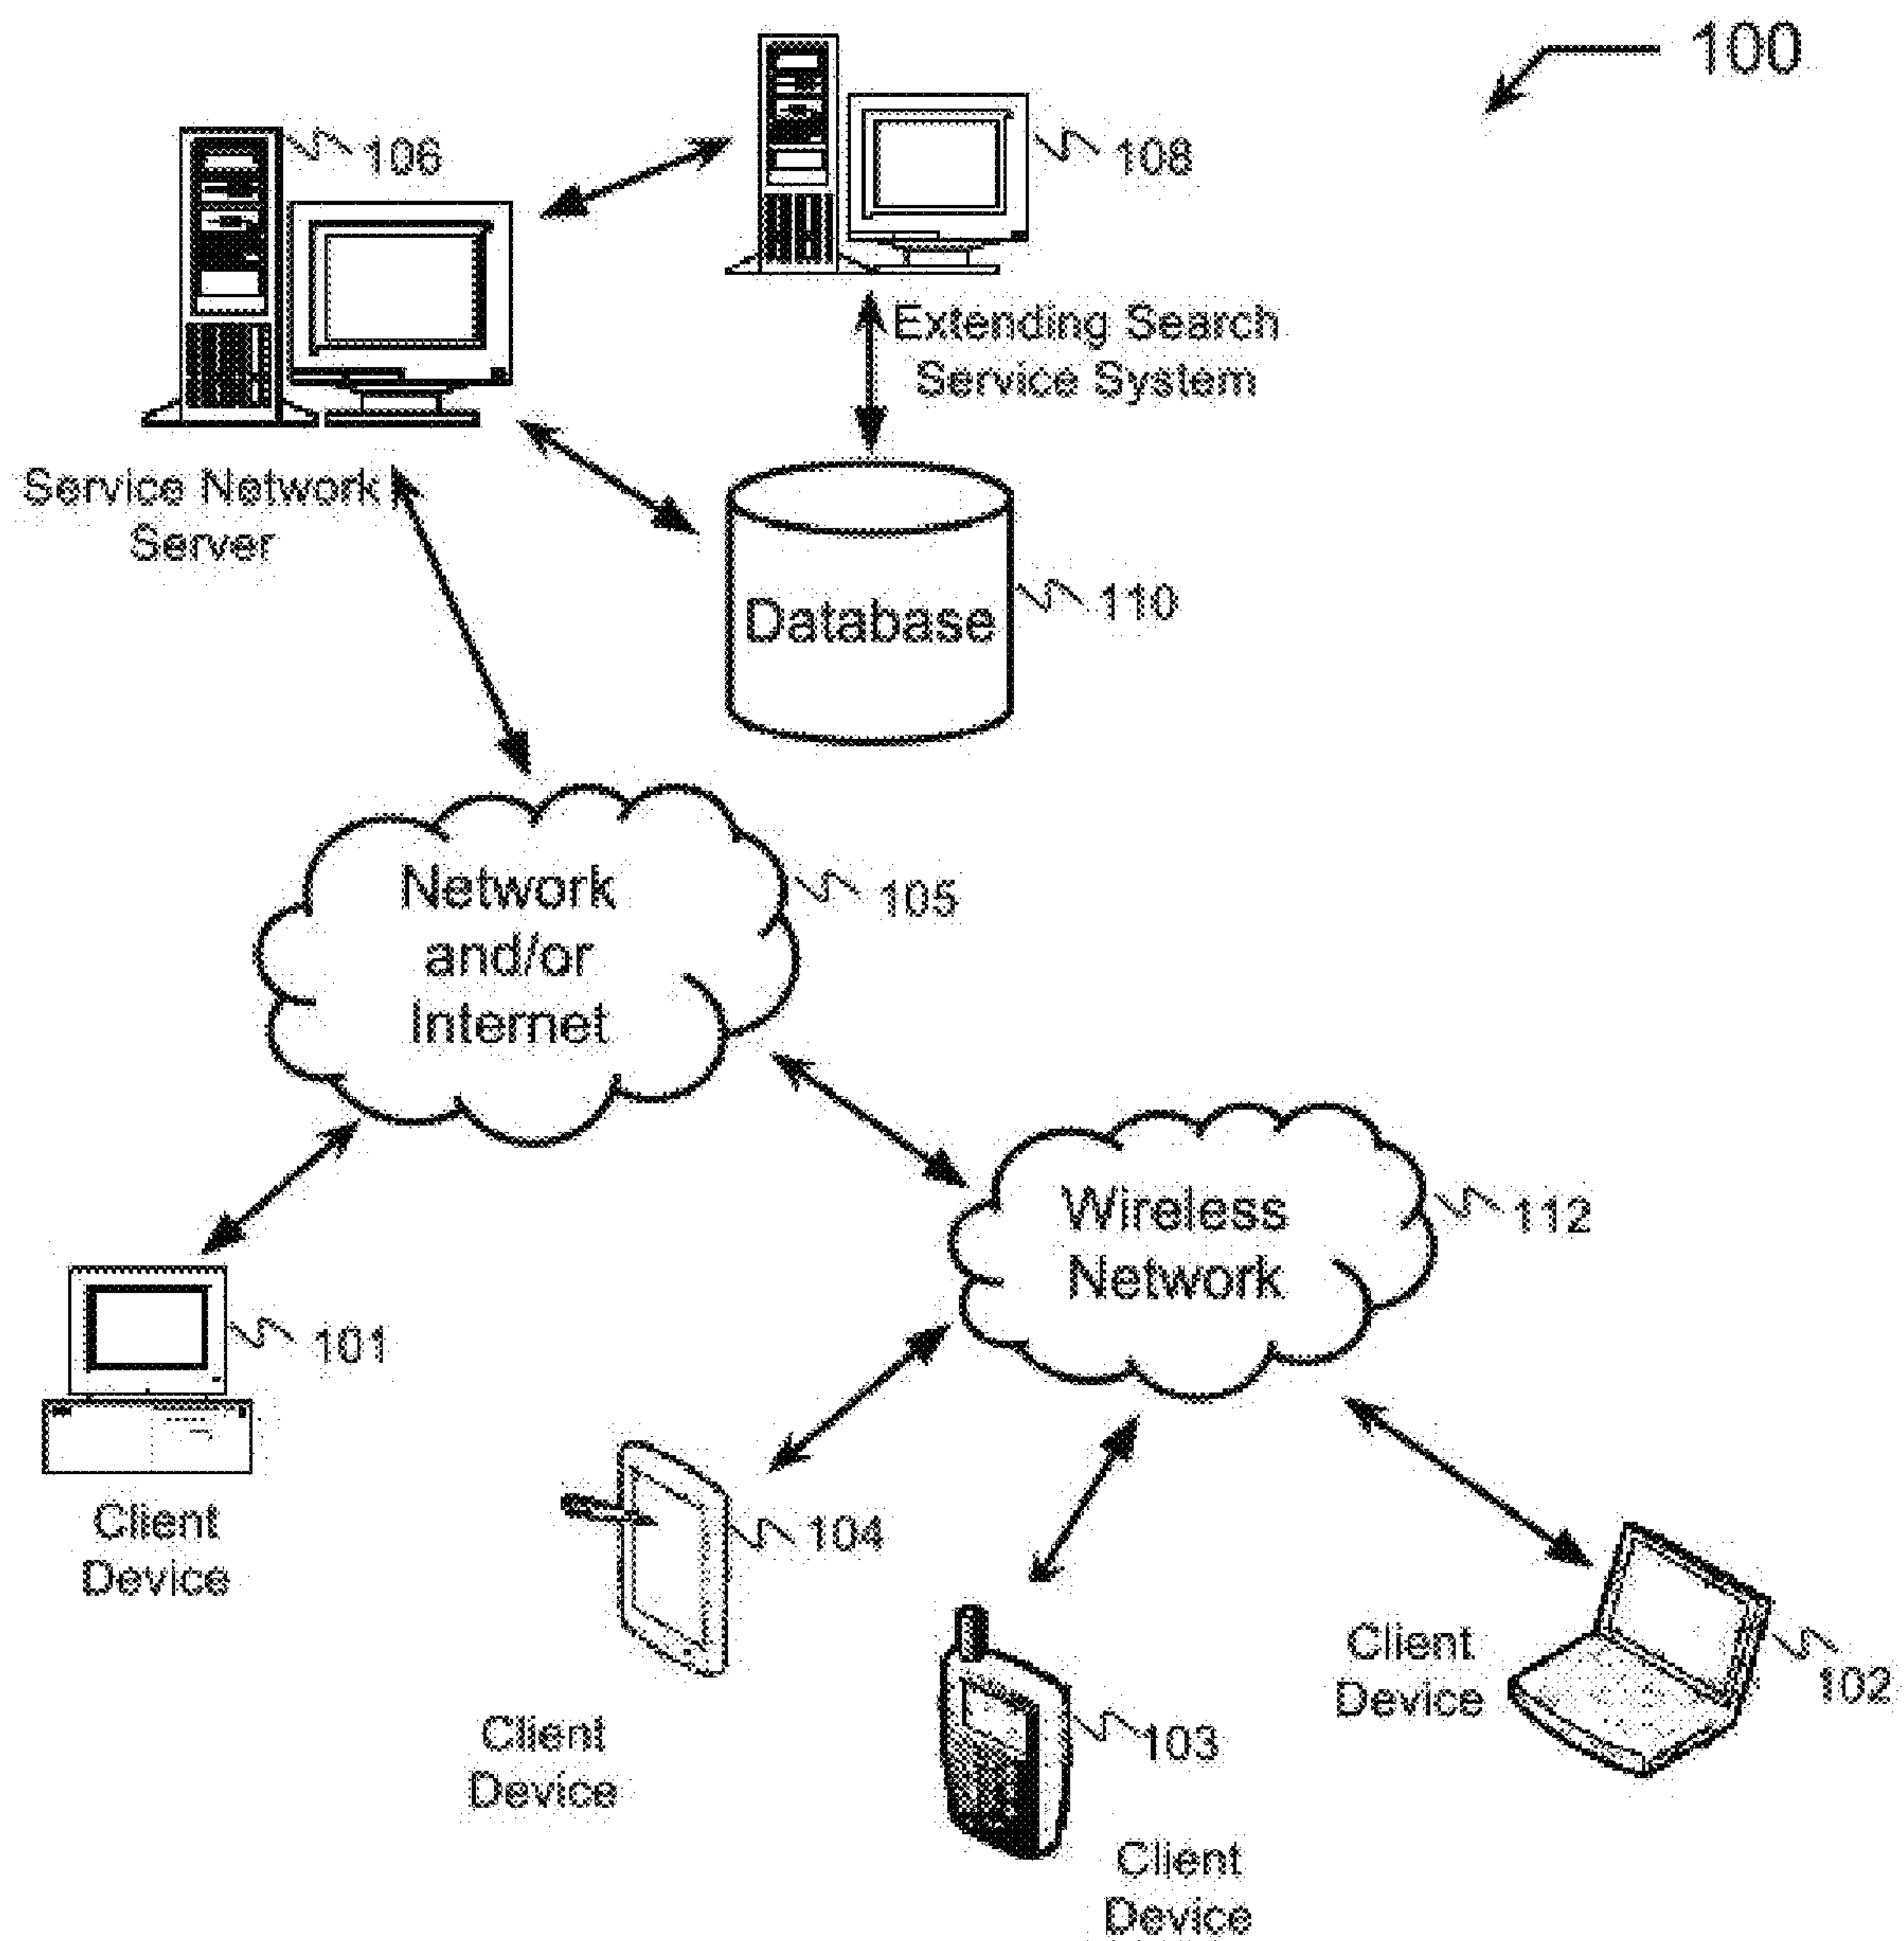 100
106
108
Extending Search
Service System
Service Network
Server
Database
110
Network
and/or
Internet
105
Wireless
Network
112
101
Client
Device
104
Client
Device
103
Client
Device
Client
Device
102